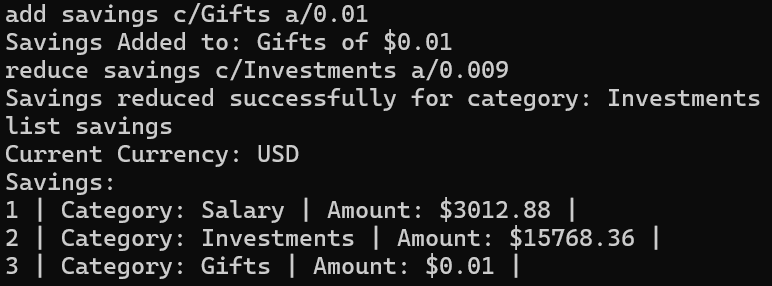 add savings c/Gifts a/0.01
Savings Added to: Gifts of $0.01
reduce savings c/Investments a/0.009
Savings reduced successfully for category: Investments
list savings
Current Currency: USD
Savings:
1 | Category: Salary | Amount: $3012.88 |
2 | Category: Investments | Amount: $15768.36 |
3 | Category: Gifts | Amount: $0.01 |